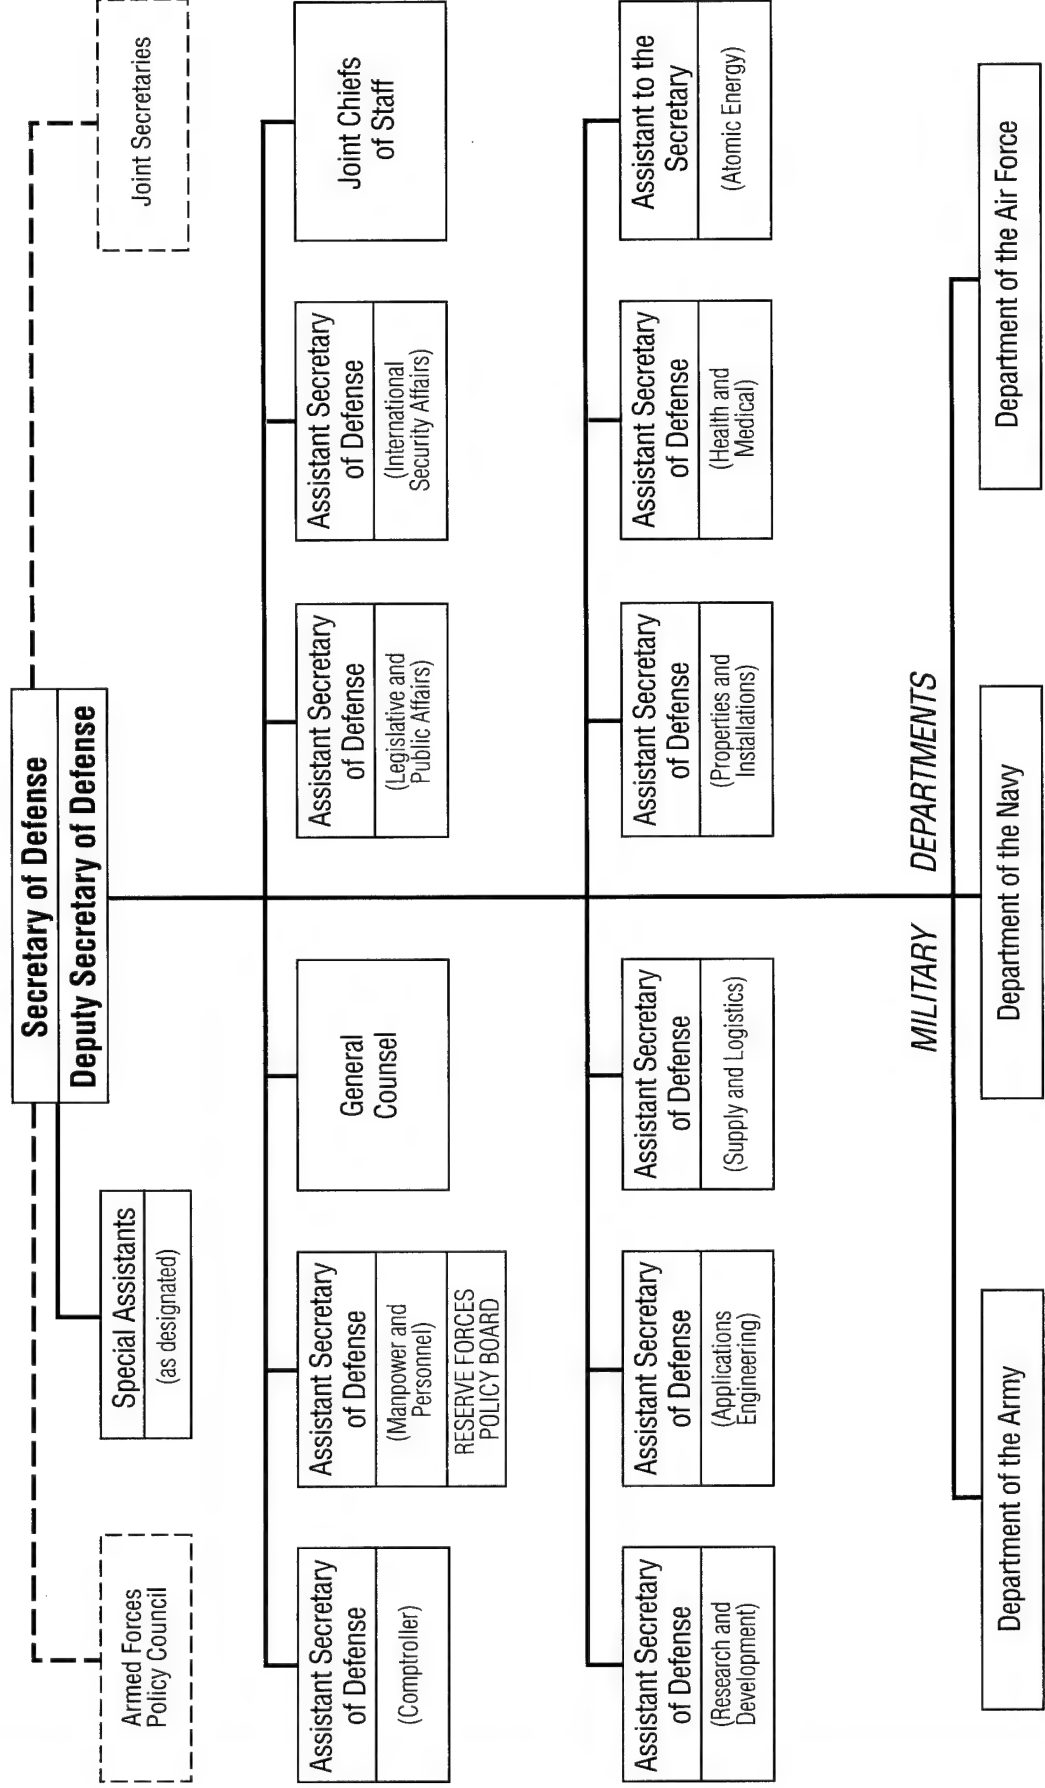 Secretary of Defense
Deputy Secretary of Defense
Armed Forces
Policy Council
Special Assistants
(as designated)
Joint Secretaries
Assistant Secretary
of Defense
(Comptroller)
Assistant Secretary
of Defense
(Manpower and
Personnel)
RESERVE FORCES
POLICY BOARD
General
Counsel
Assistant Secretary
of Defense
(Legislative and
Public Affairs)
Assistant Secretary
of Defense
(International
Security Affairs)
Joint Chiefs
of Staff
Assistant Secretary
of Defense
(Research and
Development)
Assistant Secretary
of Defense
(Applications
Engineering)
Assistant Secretary
of Defense
(Supply and Logistics)
Assistant Secretary
of Defense
(Properties and
Installations)
Assistant Secretary
of Defense
(Health and
Medical)
Assistant to the
Secretary
(Atomic Energy)
MILITARY DEPARTMENTS
Department of the Army
Department of the Navy
Department of the Air Force